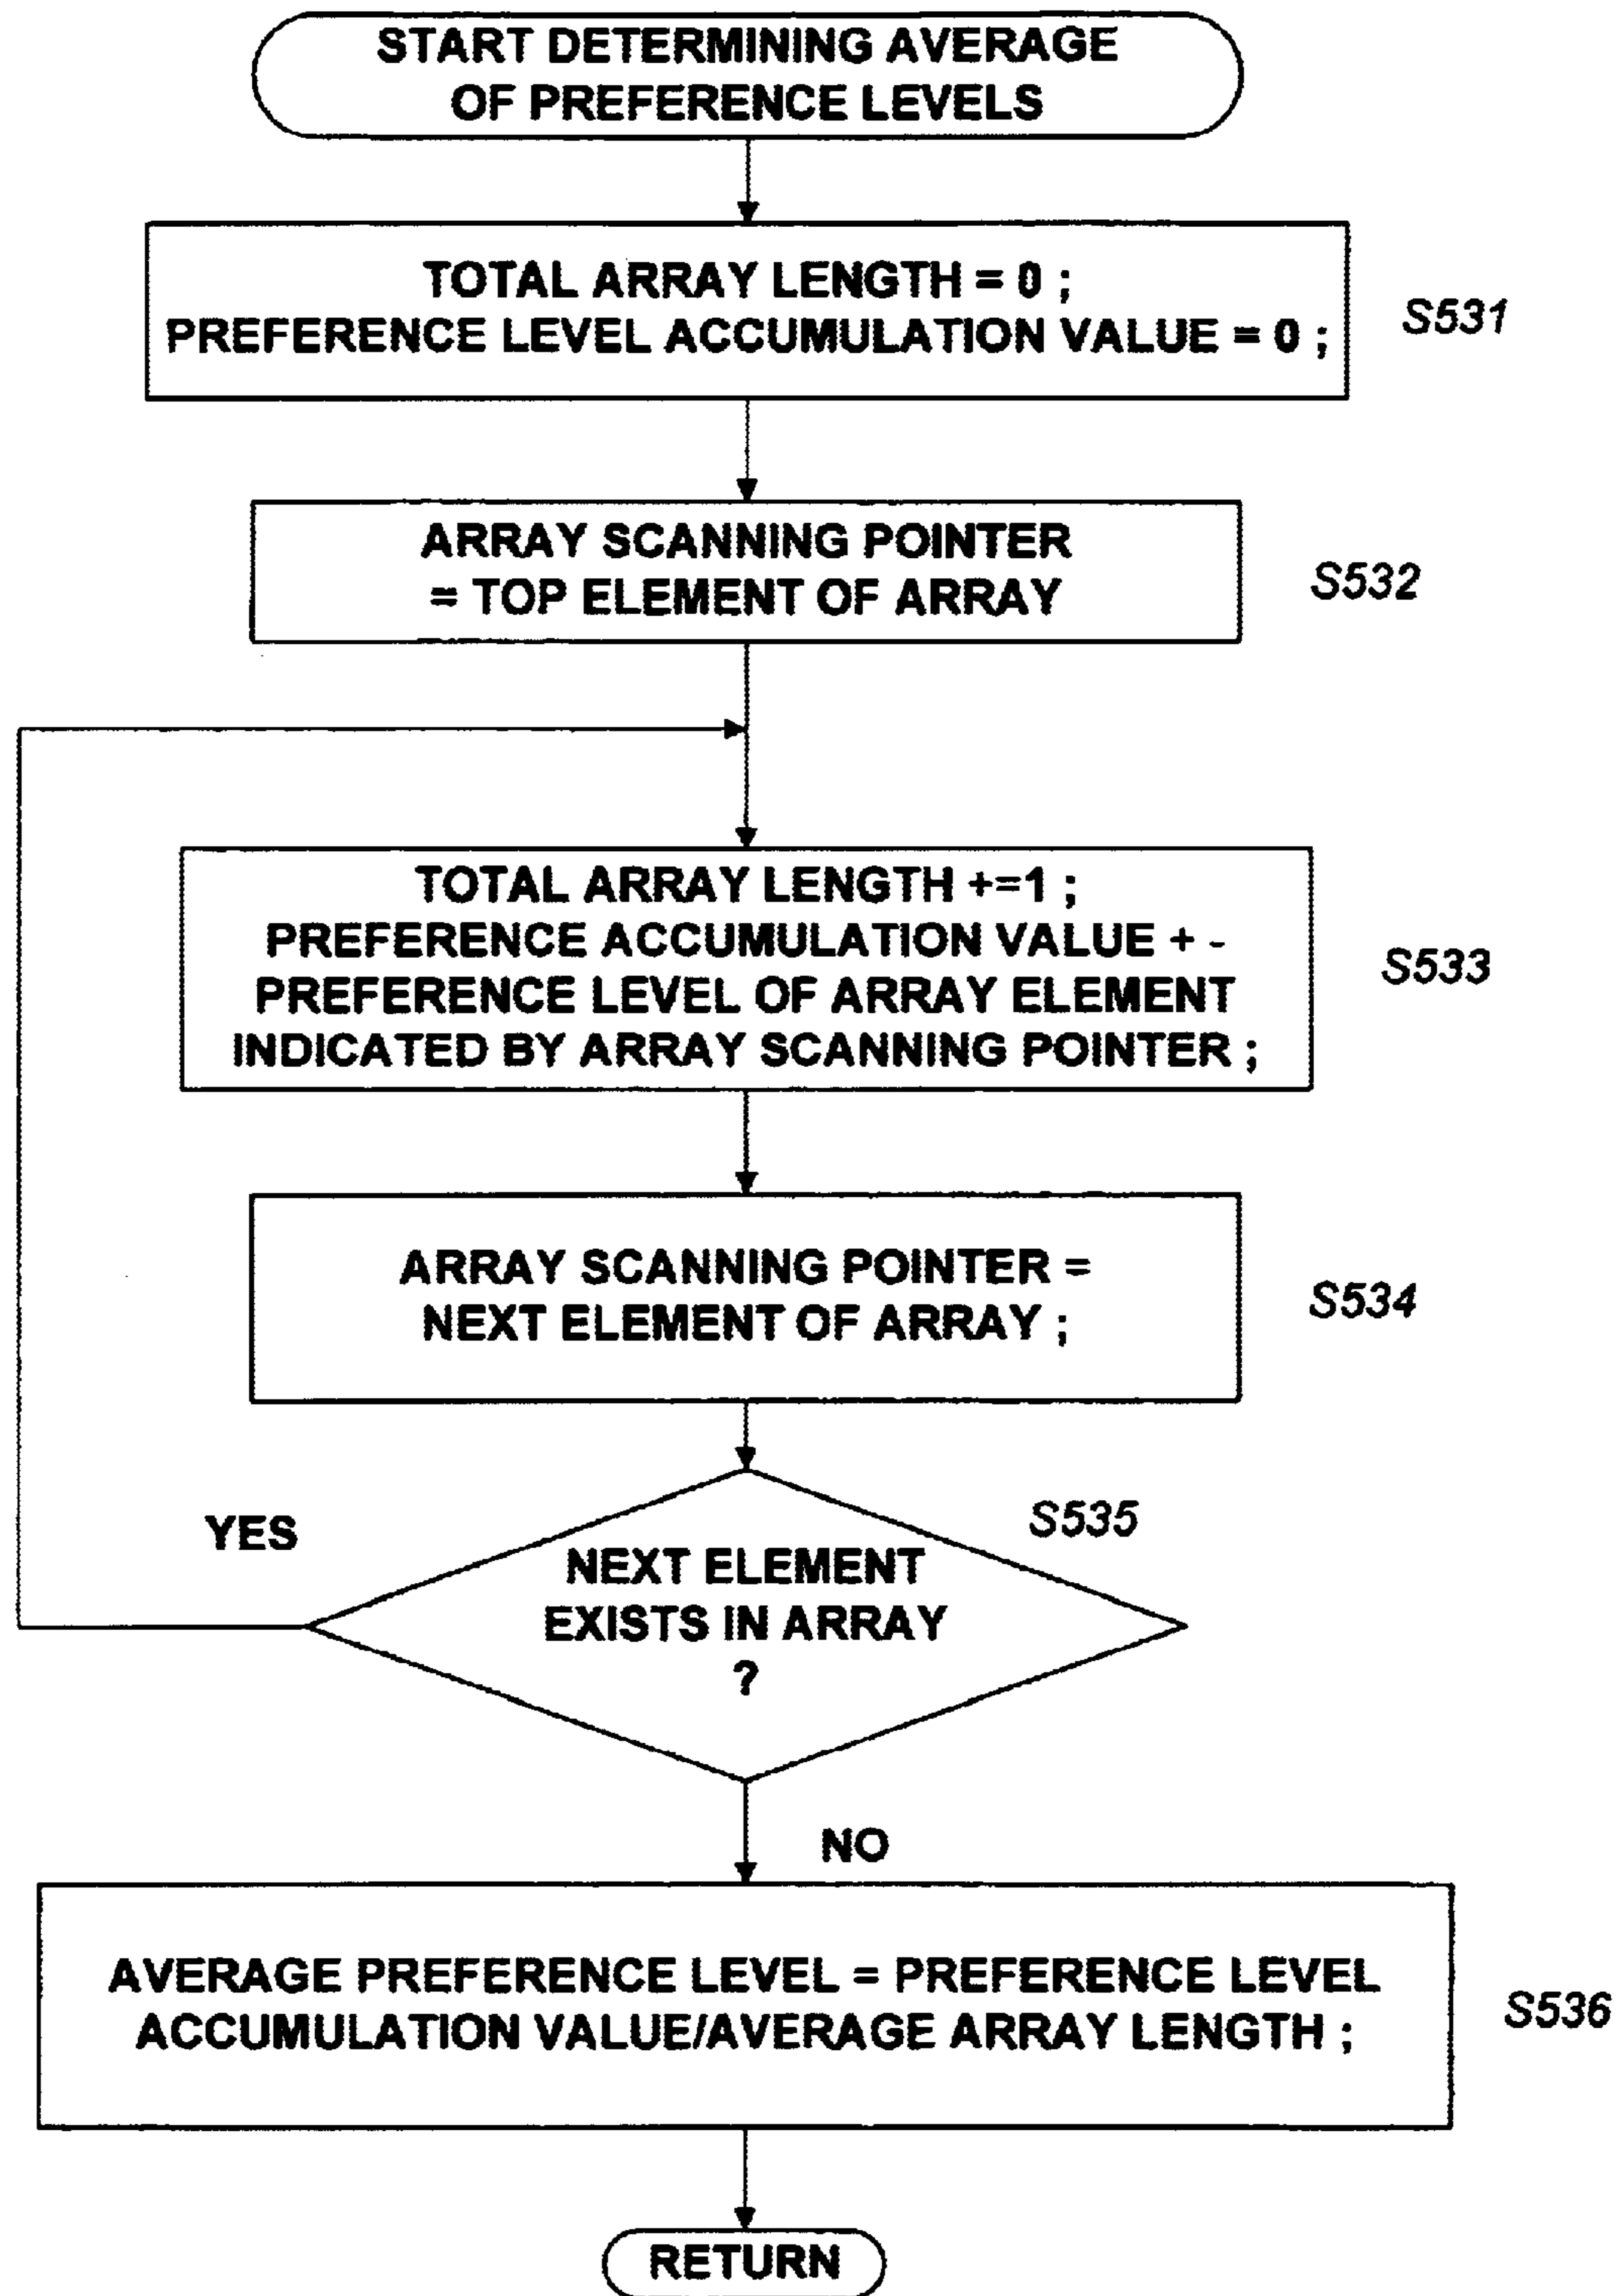 START DETERMINING AVERAGE
OF PREFERENCE LEVELS
TOTAL ARRAY LENGTH = 0 ;
PREFERENCE LEVEL ACCUMULATION VALUE = 0 ;
S531
ARRAY SCANNING POINTER
= TOP ELEMENT OF ARRAY
S532
TOTAL ARRAY LENGTH +=1 ;
PREFERENCE ACCUMULATION VALUE + -
PREFERENCE LEVEL OF ARRAY ELEMENT
INDICATED BY ARRAY SCANNING POINTER ;
S533
ARRAY SCANNING POINTER =
NEXT ELEMENT OF ARRAY ;
S534
YES
S535
NEXT ELEMENT
EXISTS IN ARRAY
?
NO
AVERAGE PREFERENCE LEVEL = PREFERENCE LEVEL
ACCUMULATION VALUE/AVERAGE ARRAY LENGTH ;
S536
RETURN